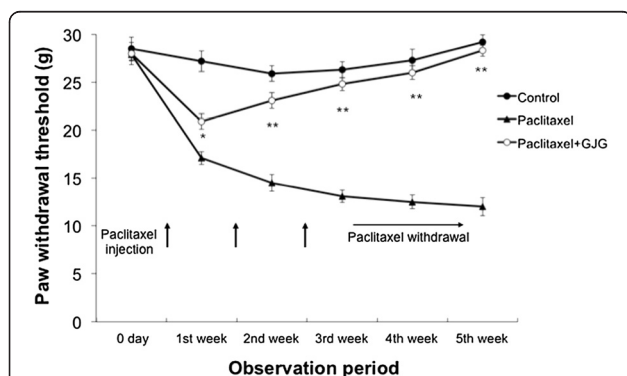 30
25
20
15
10
5
0
Paw withdrawal threshold (g)
Control
Paclitaxel
Paclitaxel+GJG
*
**
**
**
**
Paclitaxel
injection
Paclitaxel withdrawal
0 day 1st week 2nd week 3rd week 4th week 5th week
Observation period